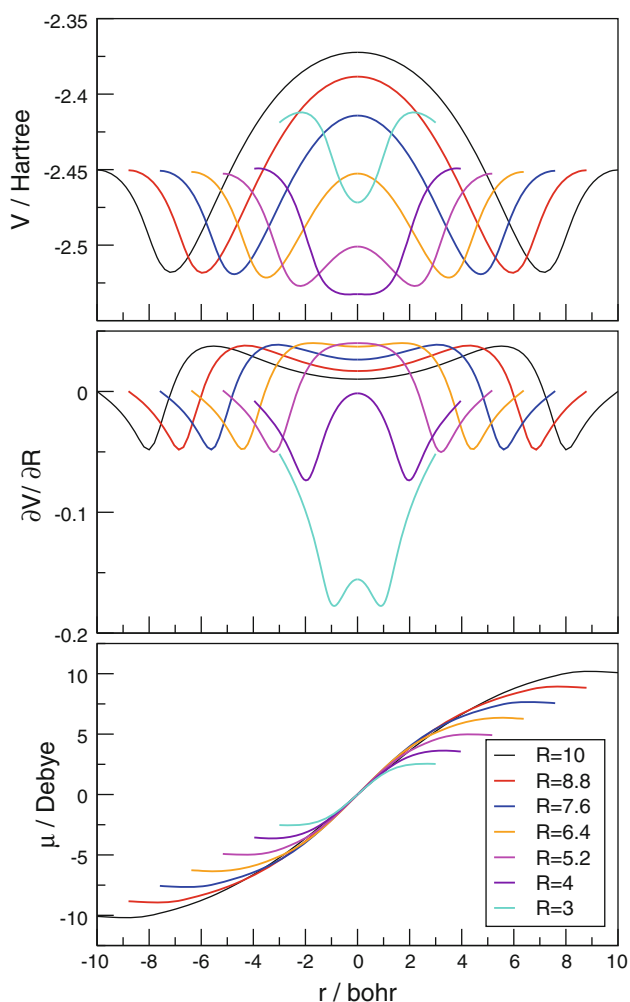 -2.35
-2.4
-2.45
-2.5
V / Hartree
0
-0.1
-0.2
∂V/ ∂R
10
5
0
-5
-10
μ / Debye
R=10
R=8.8
R=7.6
R=6.4
R=5.2
R=4
R=3
-10 -8 -6 -4 -2 0 2 4 6 8 10
r / bohr